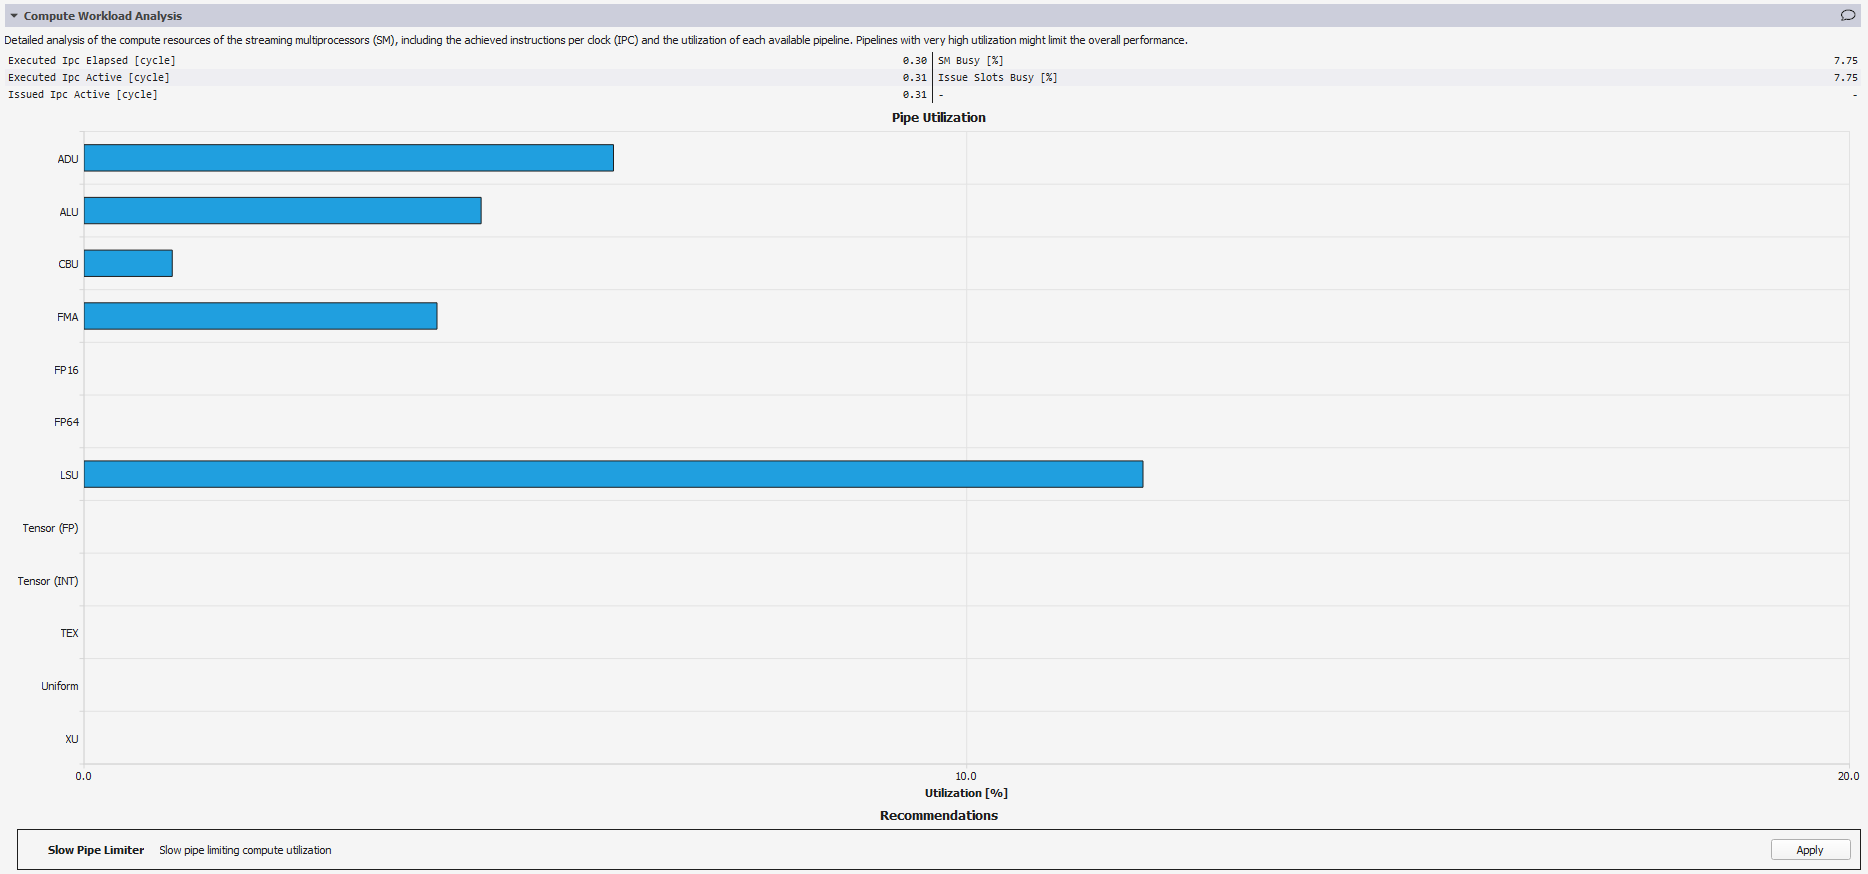 Compute Workload Analysis
Detailed analysis of the compute resources of the streaming multiprocessors (SM), including the achieved instructions per clock (IPC) and the utilization of each available pipeline. Pipelines with very high utilization might limit the overall performance.
Executed Ipc Elapsed [cycle] 0.30 SM Busy [%] 7.75
Executed Ipc Active [cycle] 0.31 Issue Slots Busy [%] 7.75
Issued Ipc Active [cycle] 0.31 - -
Pipe Utilization
ADU
ALU
CBU
FMA
FP16
FP64
LSU
Tensor (FP)
Tensor (INT)
TEX
Uniform
XU
0.0 10.0 20.0
Utilization [%]
Recommendations
Slow Pipe Limiter Slow pipe limiting compute utilization Apply